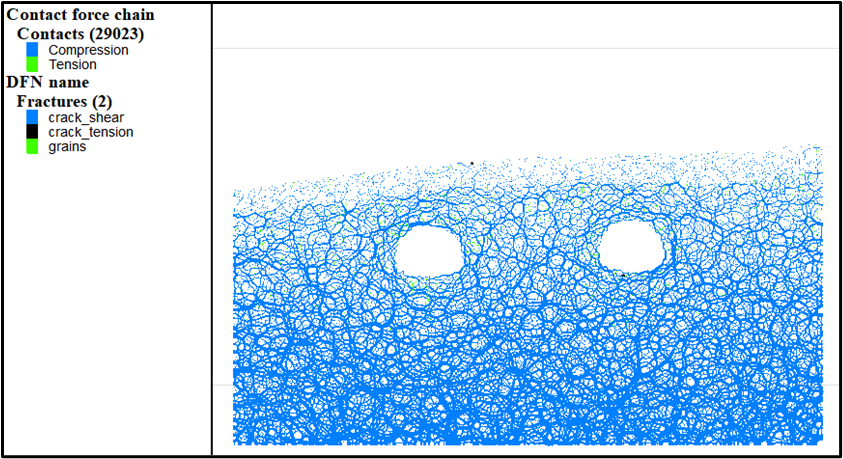 Contact force chain
Contacts (29023)
Compression
Tension
DFN name
Fractures (2)
crack_shear
crack_tension
grains